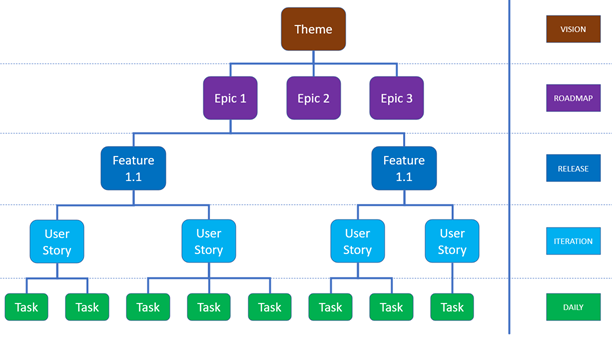 Theme
VISION
Epic 1
Epic 2
Epic 3
ROADMAP
Feature
1.1
Feature
1.1
RELEASE
User
Story
User
Story
User
Story
User
Story
ITERATION
Task
Task
Task
Task
Task
Task
Task
Task
DAILY